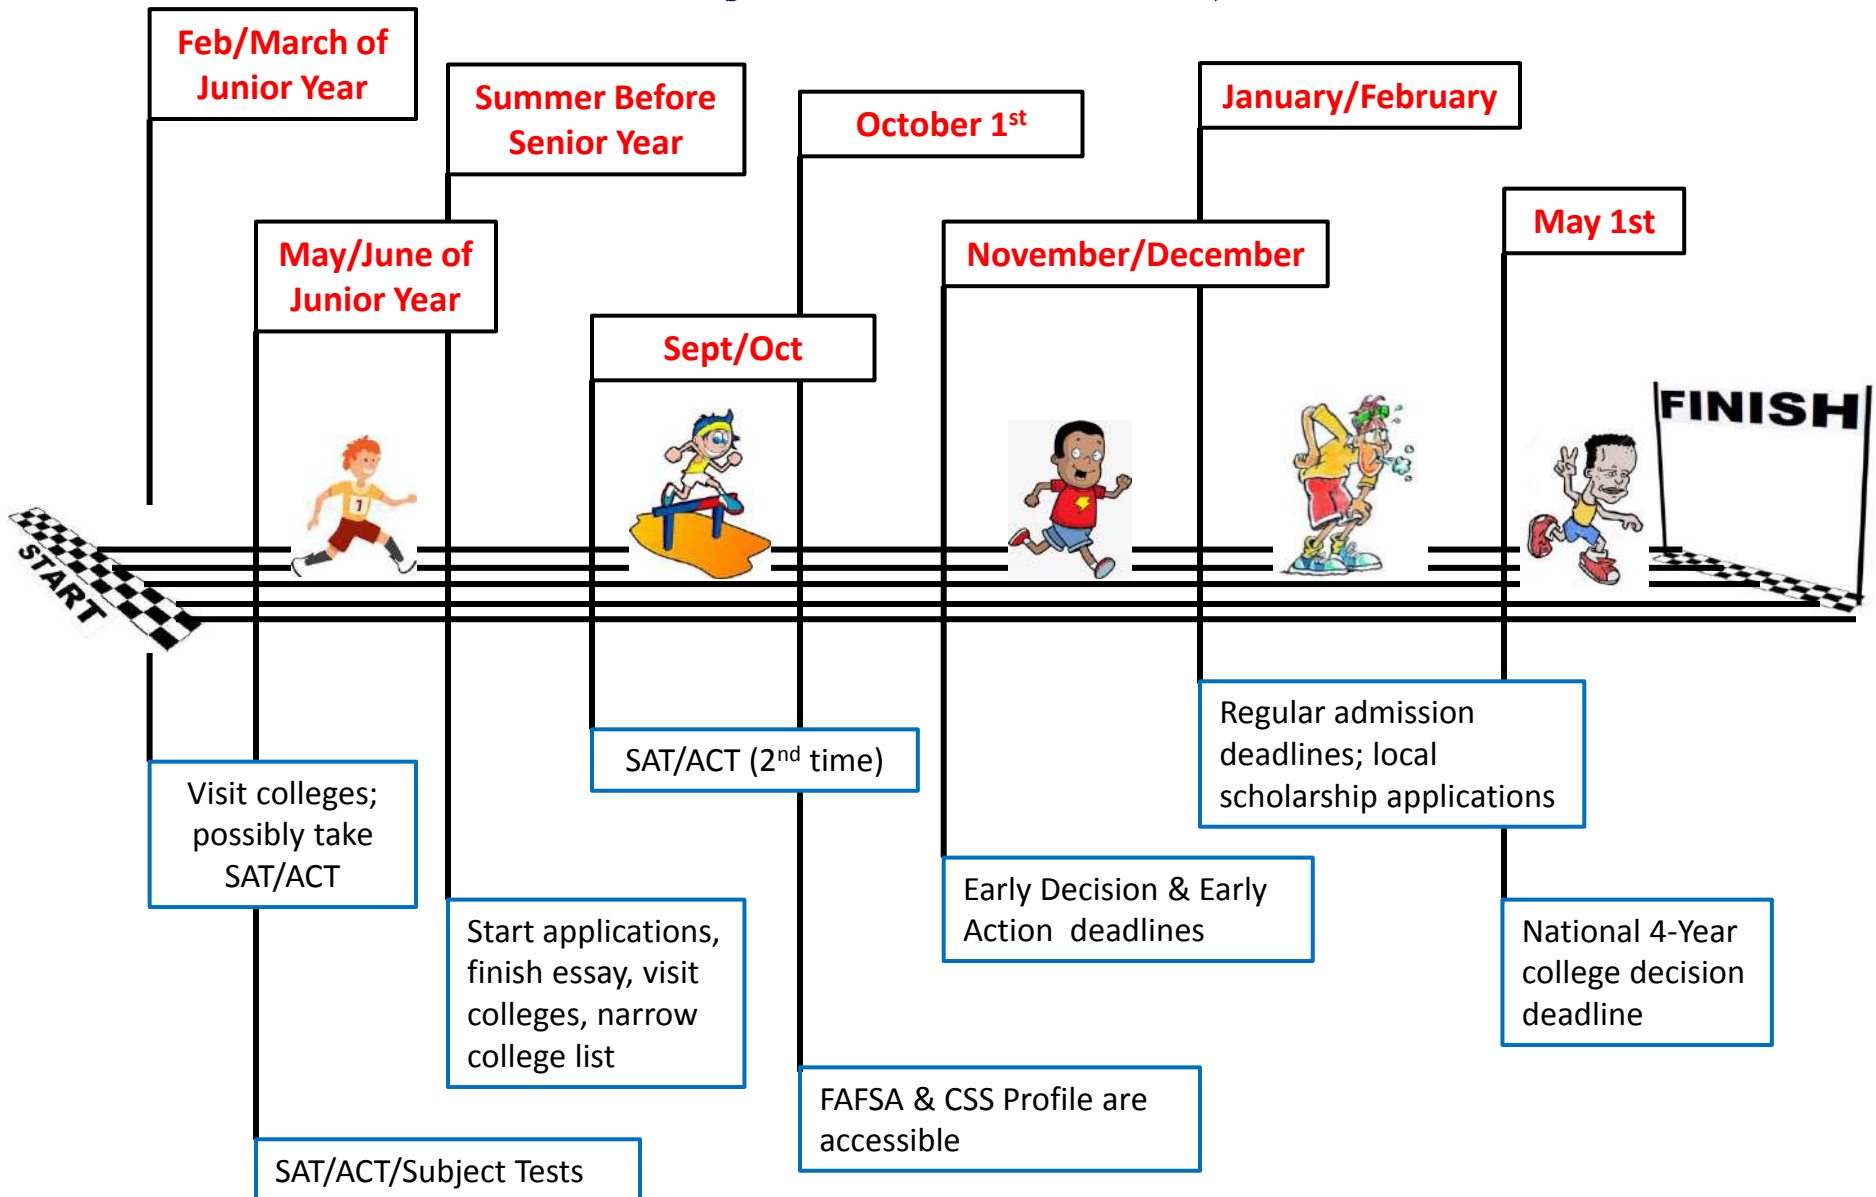 Feb/March of
Junior Year
Summer Before
Senior Year
October 1st
January/February
May/June of
Junior Year
November/December
May 1st
Sept/Oct
FINISH
START
7
Visit colleges;
possibly take
SAT/ACT
SAT/ACT (2nd time)
Regular admission
deadlines; local
scholarship applications
Start applications,
finish essay, visit
colleges, narrow
college list
Early Decision & Early
Action deadlines
National 4-Year
college decision
deadline
FAFSA & CSS Profile are
accessible
SAT/ACT/Subject Tests